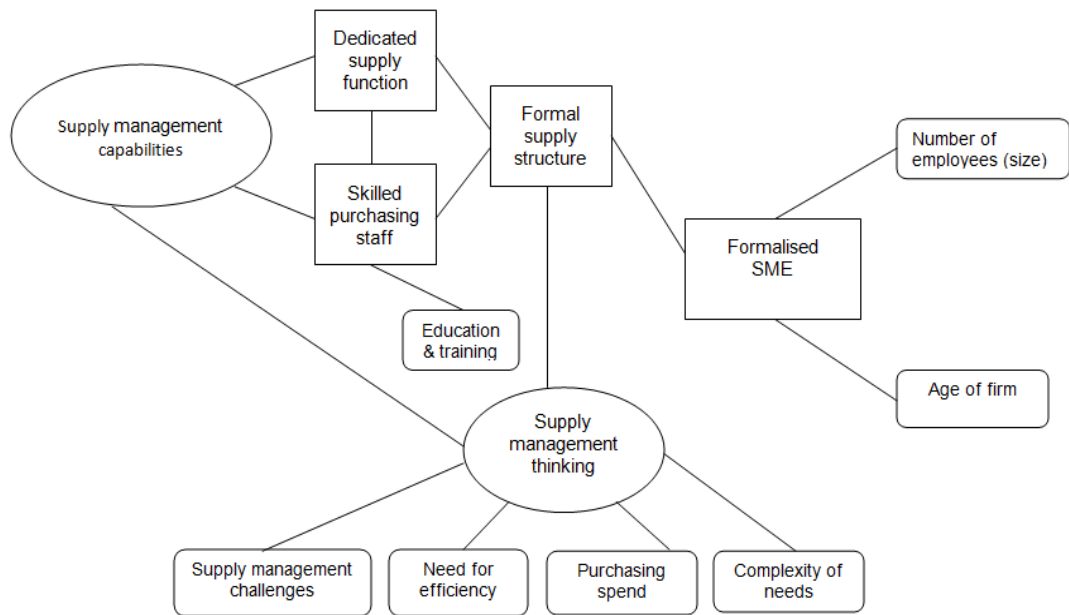 Dedicated
supply
function
Supply management
capabilities
Formal
supply
structure
Number of
employees (size)
Skilled
purchasing
staff
Formalised
SME
Education
& training
Age of firm
Supply
management
thinking
Supply management
challenges
Need for
efficiency
Purchasing
spend
Complexity of
needs